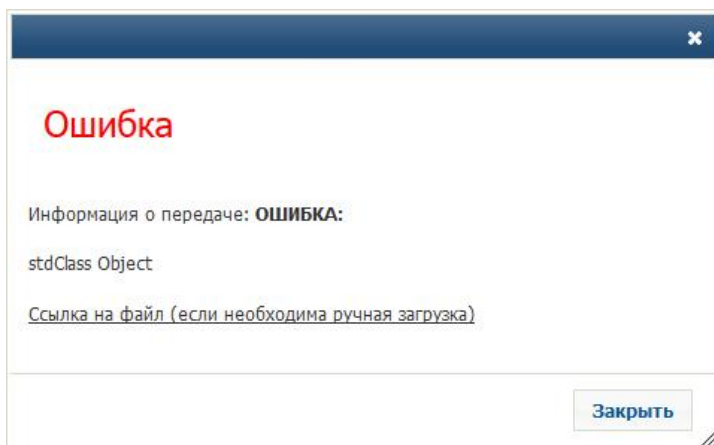 Ошибка
Информация о передаче: ОШИБКА:
stdClass Object
Ссылка на файл (если необходима ручная загрузка)
Закрыть